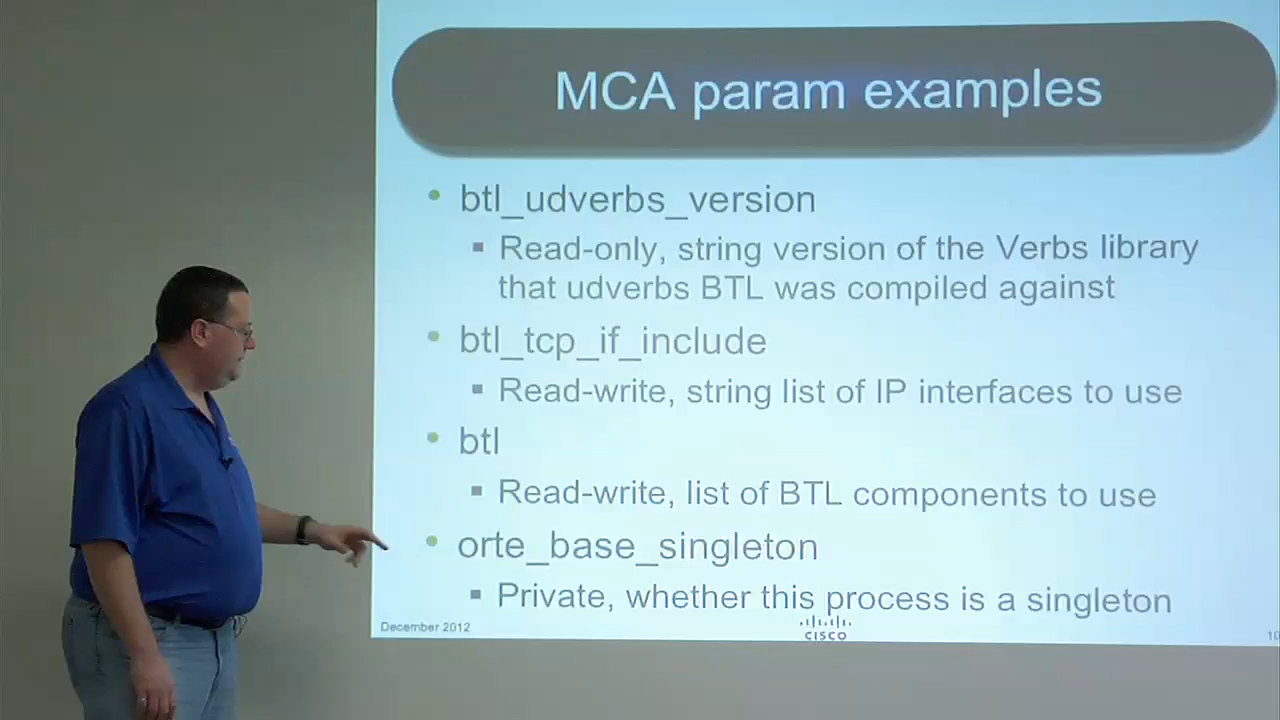 MCA param examples
• btl_udverbs_version
▪ Read-only, string version of the Verbs library
that udverbs BTL was compiled against
• btl_tcp_if_include
▪ Read-write, string list of IP interfaces to use
• btl
▪ Read-write, list of BTL components to use
• orte_base_singleton
▪ Private, whether this process is a singleton
December 2012
CISCO